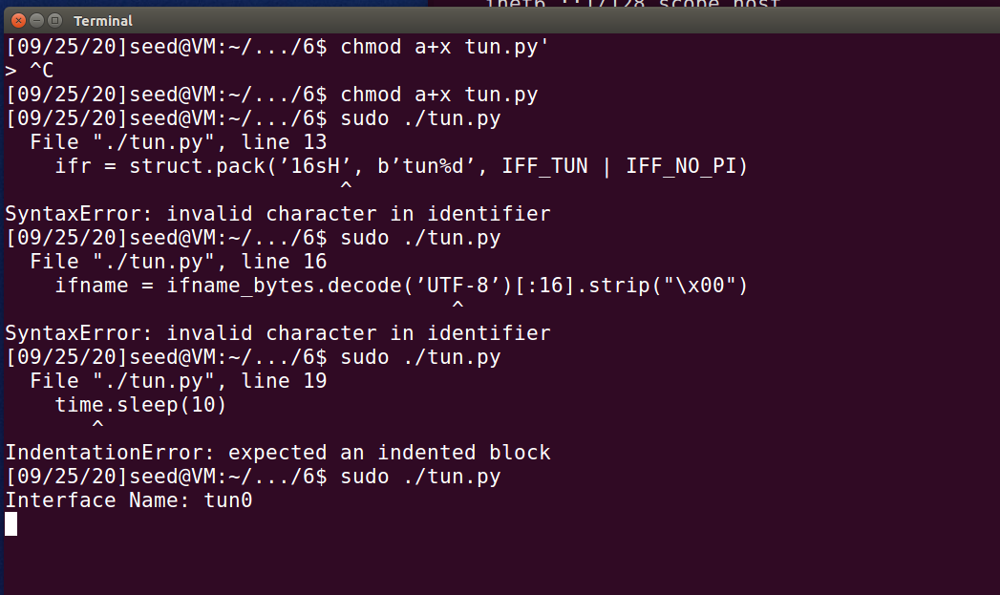 inet6 ::1/128 scope host
Terminal
[09/25/20]seed@VM:~/.../6$ chmod a+x tun.py'
> ^C
[09/25/20]seed@VM:~/.../6$ chmod a+x tun.py
[09/25/20]seed@VM:~/.../6$ sudo ./tun.py
  File "./tun.py", line 13
    ifr = struct.pack(’16sH’, b’tun%d’, IFF_TUN | IFF_NO_PI)
                           ^
SyntaxError: invalid character in identifier
[09/25/20]seed@VM:~/.../6$ sudo ./tun.py
  File "./tun.py", line 16
    ifname = ifname_bytes.decode(’UTF-8’)[:16].strip("\x00")
                                    ^
SyntaxError: invalid character in identifier
[09/25/20]seed@VM:~/.../6$ sudo ./tun.py
  File "./tun.py", line 19
    time.sleep(10)
       ^
IndentationError: expected an indented block
[09/25/20]seed@VM:~/.../6$ sudo ./tun.py
Interface Name: tun0